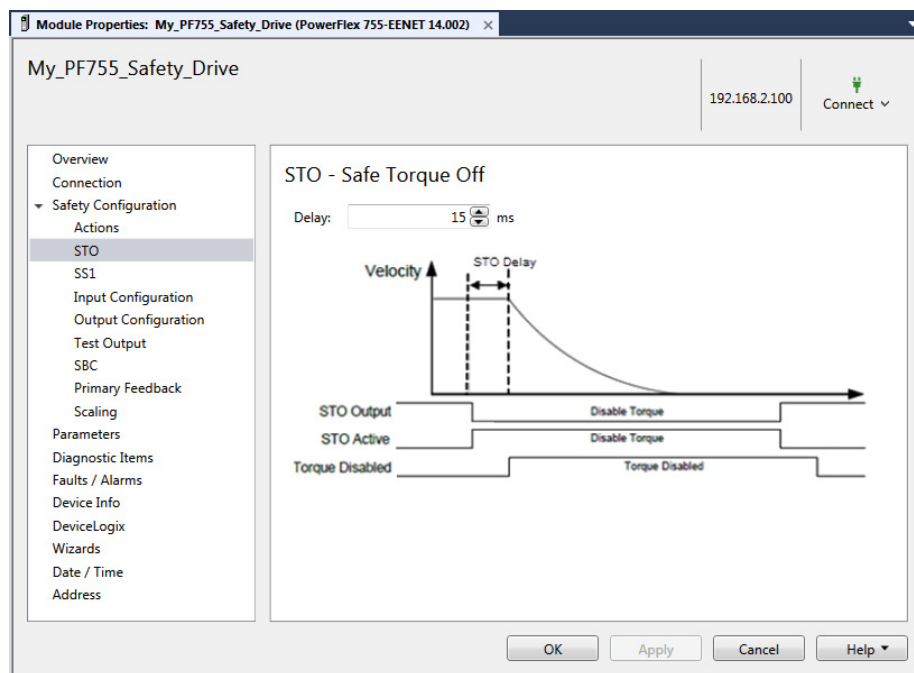 Module Properties: My_PF755_Safety_Drive (PowerFlex 755-EENET 14.002) ×
My_PF755_Safety_Drive
192.168.2.100
Connect
Overview
Connection
Safety Configuration
Actions
STO
SS1
Input Configuration
Output Configuration
Test Output
SBC
Primary Feedback
Scaling
Parameters
Diagnostic Items
Faults / Alarms
Device Info
DeviceLogix
Wizards
Date / Time
Address
STO - Safe Torque Off
Delay: 15 ms
STO Delay
Velocity
STO Output Disable Torque
STO Active Disable Torque
Torque Disabled Torque Disabled
OK Apply Cancel Help